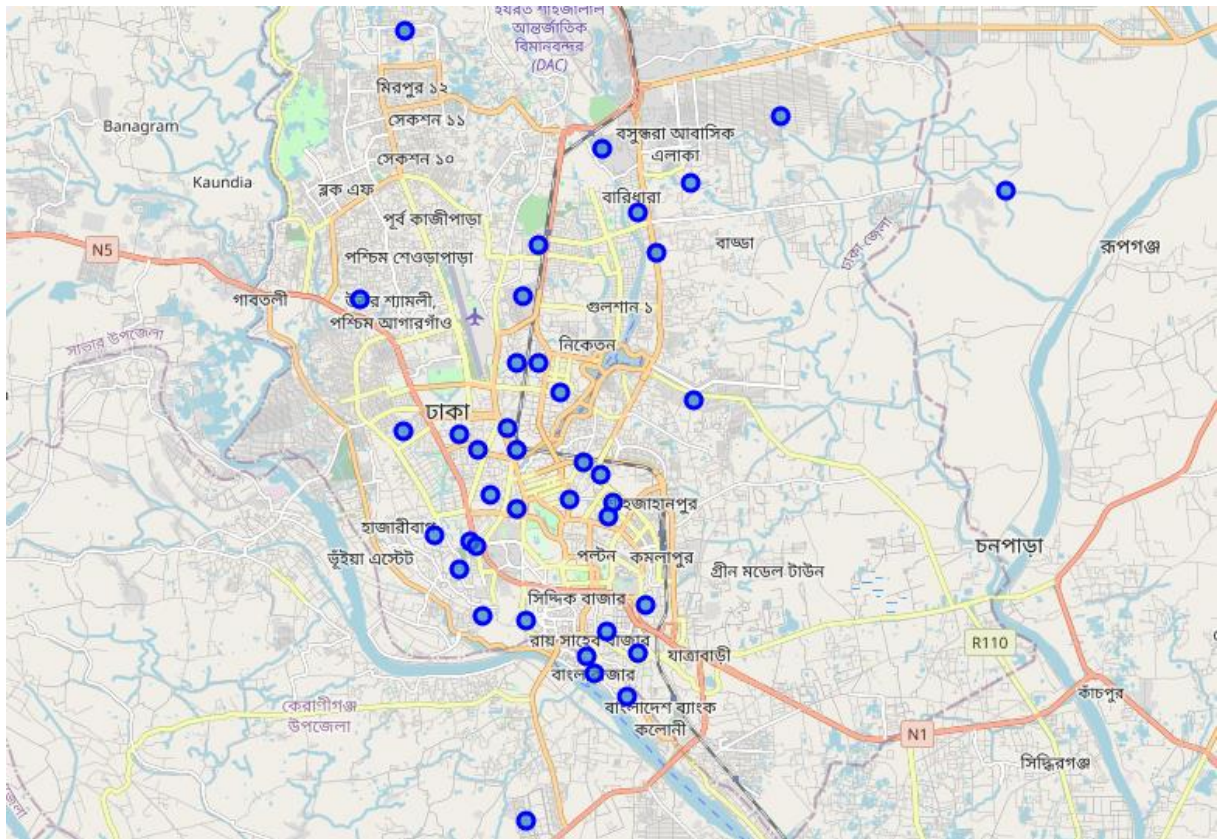 হযরত শাহজালাল
আন্তর্জাতিক
বিমানবন্দর
(DAC)
মিরপুর ১২
সেকশন ১১
Banagram
বসুন্ধরা আবাসিক
এলাকা
সেকশন ১০
Kaundia
ব্লক এফ
বারিধারা
পূর্ব কাজীপাড়া
ঢাকা জেলা
বাড্ডা
রূপগঞ্জ
N5
পশ্চিম শেওড়াপাড়া
গাবতলী
শ্যামলী,
পশ্চিম আগারগাঁও
গুলশান ১
সাভার উপজেলা
নিকেতন
ঢাকা
হাজারীবাগ
ভূঁইয়া এস্টেট
পল্টন
কমলাপুর
গ্রীন মডেল টাউন
চনপাড়া
সিদ্দিক বাজার
রায় সাহেব বাজার
যাত্রাবাড়ী
R110
কেরাণীগঞ্জ
উপজেলা
বাংলাদেশ ব্যাংক
কলোনী
কাঁচপুর
N1
সিদ্ধিরগঞ্জ